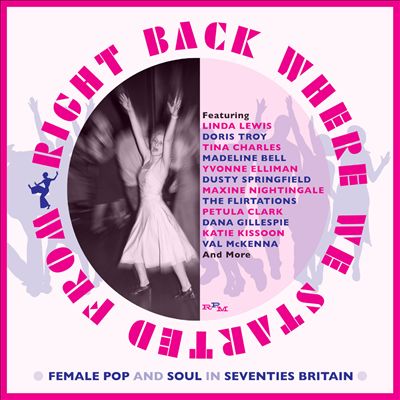 RIGHT BACK WHERE WE STARTED FROM
Featuring
LINDA LEWIS
DORIS TROY
TINA CHARLES
MADELINE BELL
YVONNE ELLIMAN
DUSTY SPRINGFIELD
MAXINE NIGHTINGALE
THE FLIRTATIONS
PETULA CLARK
DANA GILLESPIE
KATIE KISSOON
VAL McKENNA
And More
RPM
FEMALE POP AND SOUL IN SEVENTIES BRITAIN